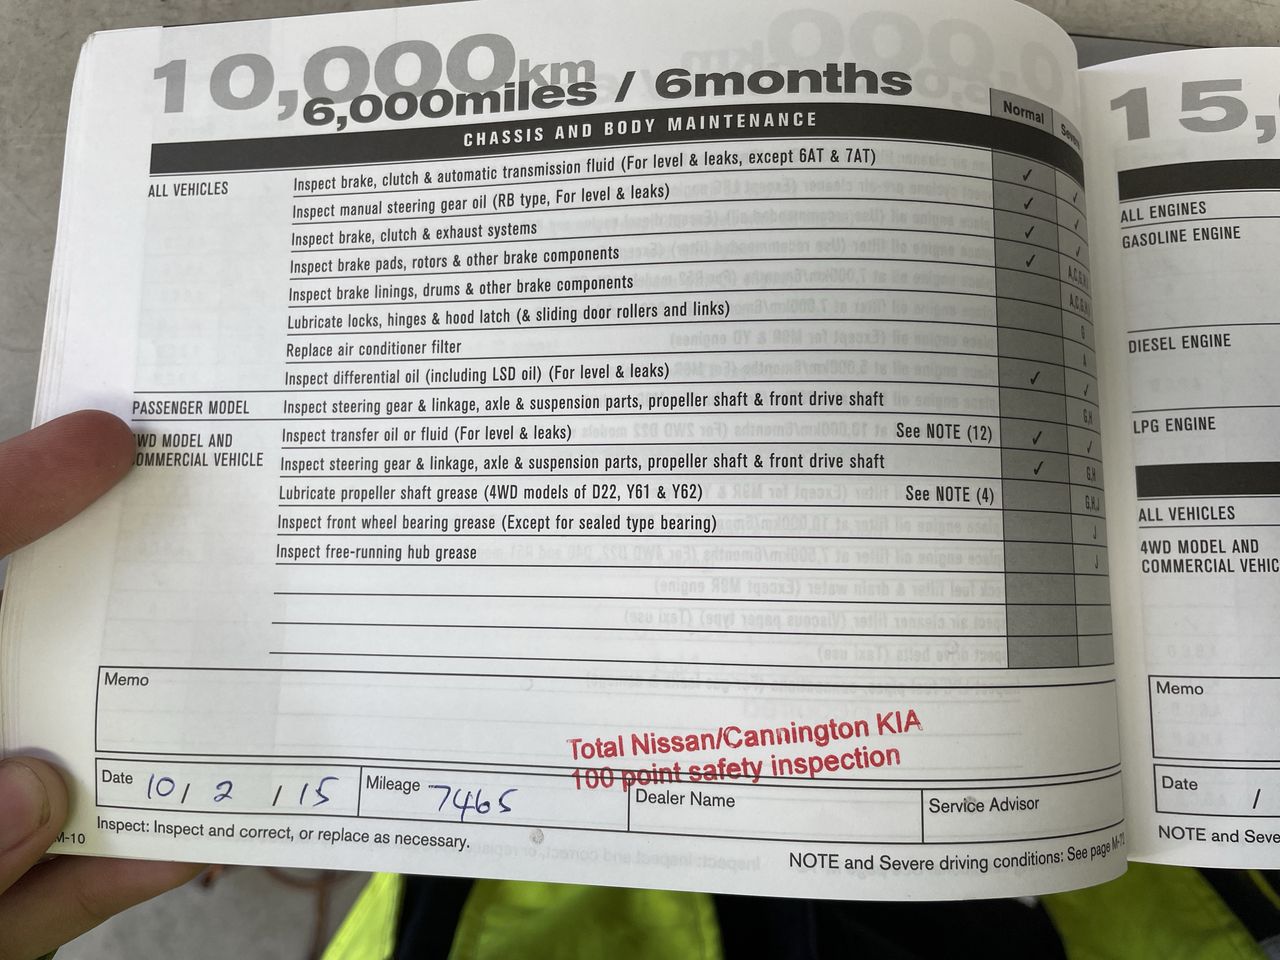 10,000km
6,000miles / 6months
CHASSIS AND BODY MAINTENANCE
Normal
ALL VEHICLES
Inspect brake, clutch & automatic transmission fluid (For level & leaks, except 6AT & 7AT) ✓ ✓
Inspect manual steering gear oil (RB type, For level & leaks) ✓ ✓
Inspect brake, clutch & exhaust systems ✓ ✓
Inspect brake pads, rotors & other brake components ✓
Inspect brake linings, drums & other brake components
Lubricate locks, hinges & hood latch (& sliding door rollers and links) G
Replace air conditioner filter A
Inspect differential oil (including LSD oil) (For level & leaks) ✓ ✓
PASSENGER MODEL Inspect steering gear & linkage, axle & suspension parts, propeller shaft & front drive shaft G,H
4WD MODEL AND
COMMERCIAL VEHICLE
Inspect transfer oil or fluid (For level & leaks) See NOTE (12) ✓ ✓
Inspect steering gear & linkage, axle & suspension parts, propeller shaft & front drive shaft ✓ G,H
Lubricate propeller shaft grease (4WD models of D22, Y61 & Y62) See NOTE (4) G,H,J
Inspect front wheel bearing grease (Except for sealed type bearing) J
Inspect free-running hub grease J
Memo
Total Nissan/Cannington KIA
100 point safety inspection
Date 10/ 2 /15
Mileage 7465
Dealer Name
Service Advisor
M-10
Inspect: Inspect and correct, or replace as necessary.
NOTE and Severe driving conditions: See page
15,
ALL ENGINES
GASOLINE ENGINE
DIESEL ENGINE
LPG ENGINE
ALL VEHICLES
4WD MODEL AND
COMMERCIAL VEHIC
Memo
Date /
NOTE and Seve